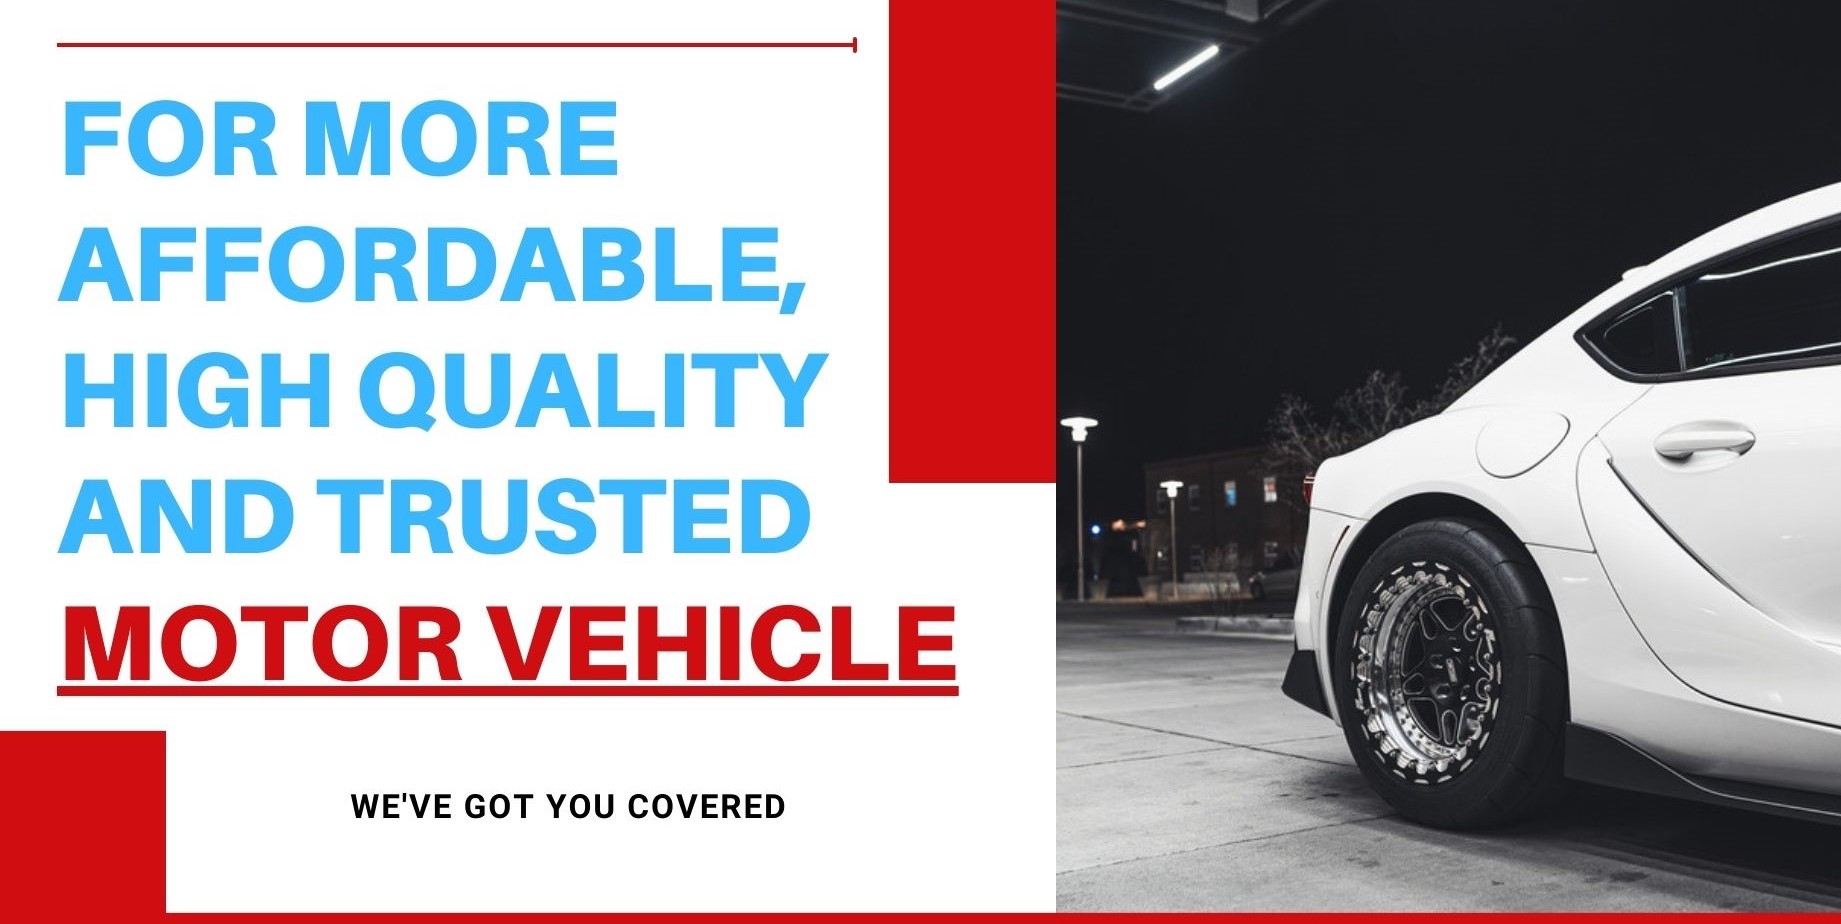 FOR MORE
AFFORDABLE,
HIGH QUALITY
AND TRUSTED
MOTOR VEHICLE
WE'VE GOT YOU COVERED